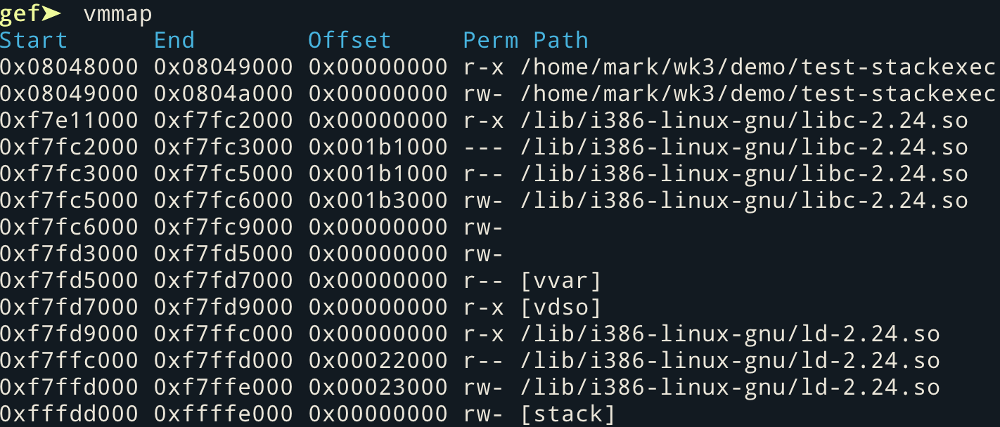 gef➤  vmmap
Start      End        Offset     Perm Path
0x08048000 0x08049000 0x00000000 r-x /home/mark/wk3/demo/test-stackexec
0x08049000 0x0804a000 0x00000000 rw- /home/mark/wk3/demo/test-stackexec
0xf7e11000 0xf7fc2000 0x00000000 r-x /lib/i386-linux-gnu/libc-2.24.so
0xf7fc2000 0xf7fc3000 0x001b1000 --- /lib/i386-linux-gnu/libc-2.24.so
0xf7fc3000 0xf7fc5000 0x001b1000 r-- /lib/i386-linux-gnu/libc-2.24.so
0xf7fc5000 0xf7fc6000 0x001b3000 rw- /lib/i386-linux-gnu/libc-2.24.so
0xf7fc6000 0xf7fc9000 0x00000000 rw-
0xf7fd3000 0xf7fd5000 0x00000000 rw-
0xf7fd5000 0xf7fd7000 0x00000000 r-- [vvar]
0xf7fd7000 0xf7fd9000 0x00000000 r-x [vdso]
0xf7fd9000 0xf7ffc000 0x00000000 r-x /lib/i386-linux-gnu/ld-2.24.so
0xf7ffc000 0xf7ffd000 0x00022000 r-- /lib/i386-linux-gnu/ld-2.24.so
0xf7ffd000 0xf7ffe000 0x00023000 rw- /lib/i386-linux-gnu/ld-2.24.so
0xfffdd000 0xffffe000 0x00000000 rw- [stack]